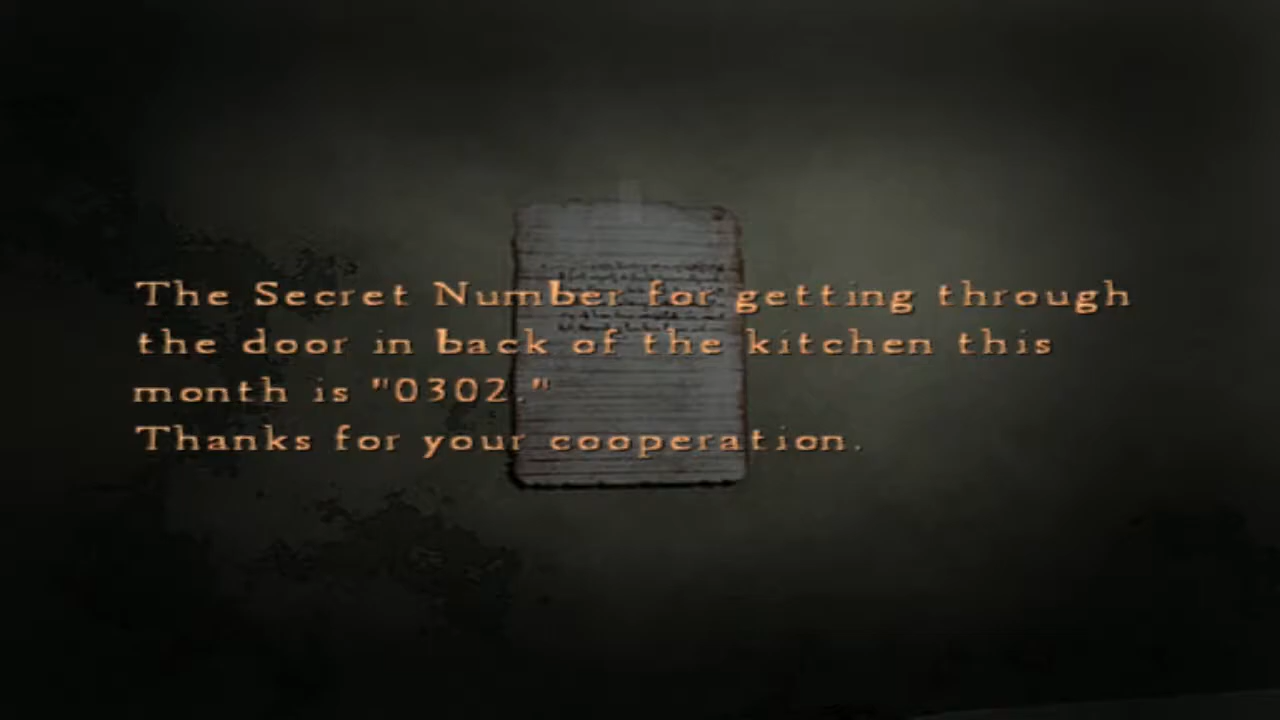 The Secret Number for getting through
the door in back of the kitchen this
month is "0302."
Thanks for your cooperation.